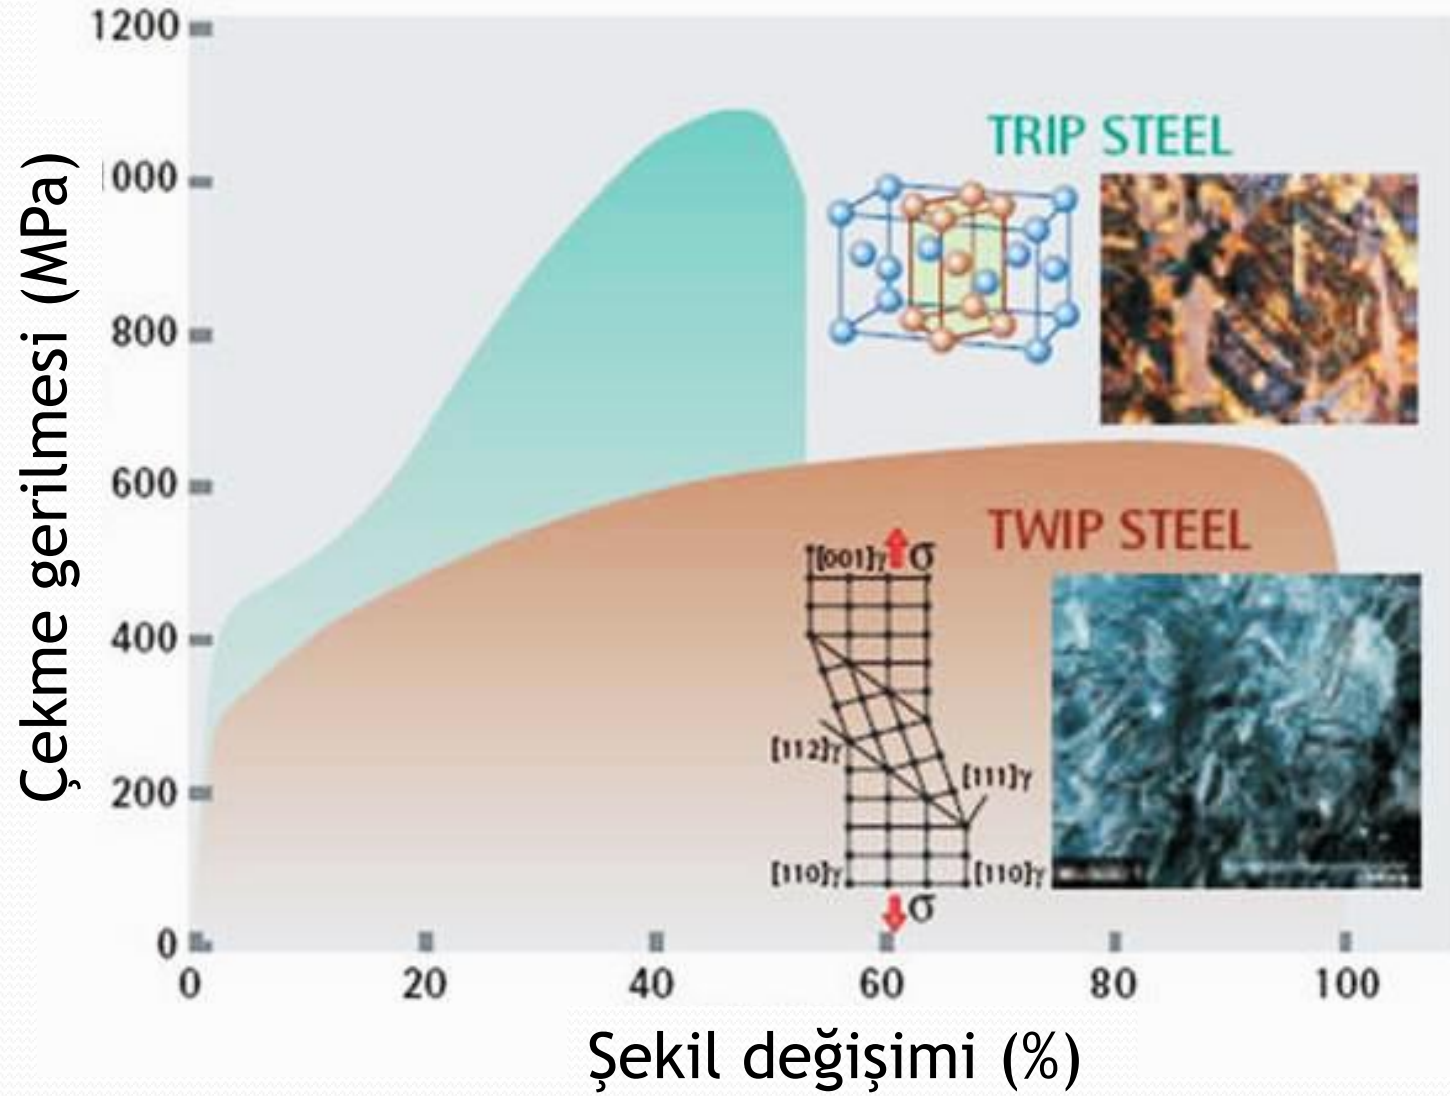 Çekme gerilmesi (MPa)
1200
1000
800
600
400
200
0
TRIP STEEL
TWIP STEEL
[001]γ σ
[112]γ
[111]γ
[110]γ [110]γ
σ
0 20 40 60 80 100
Şekil değişimi (%)